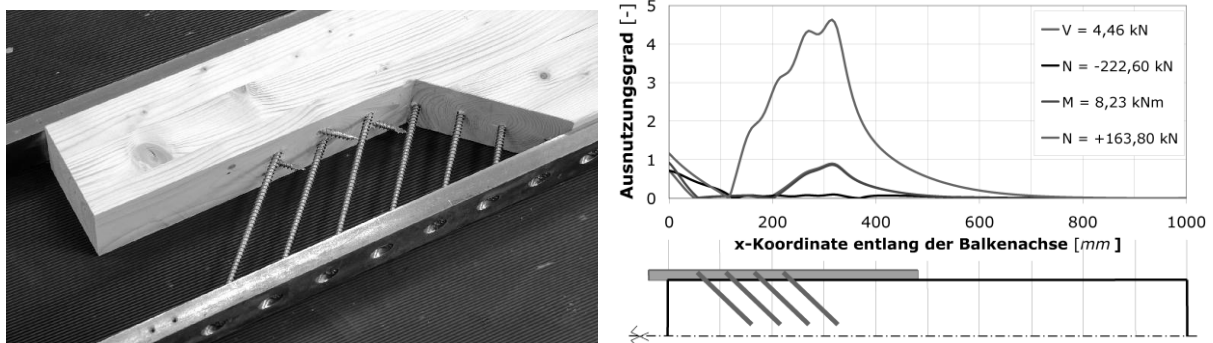 Ausnutzungsgrad [-]
5
4
3
2
1
0
V = 4,46 kN
N = -222,60 kN
M = 8,23 kNm
N = +163,80 kN
0 200 400 600 800 1000
x-Koordinate entlang der Balkenachse [mm]